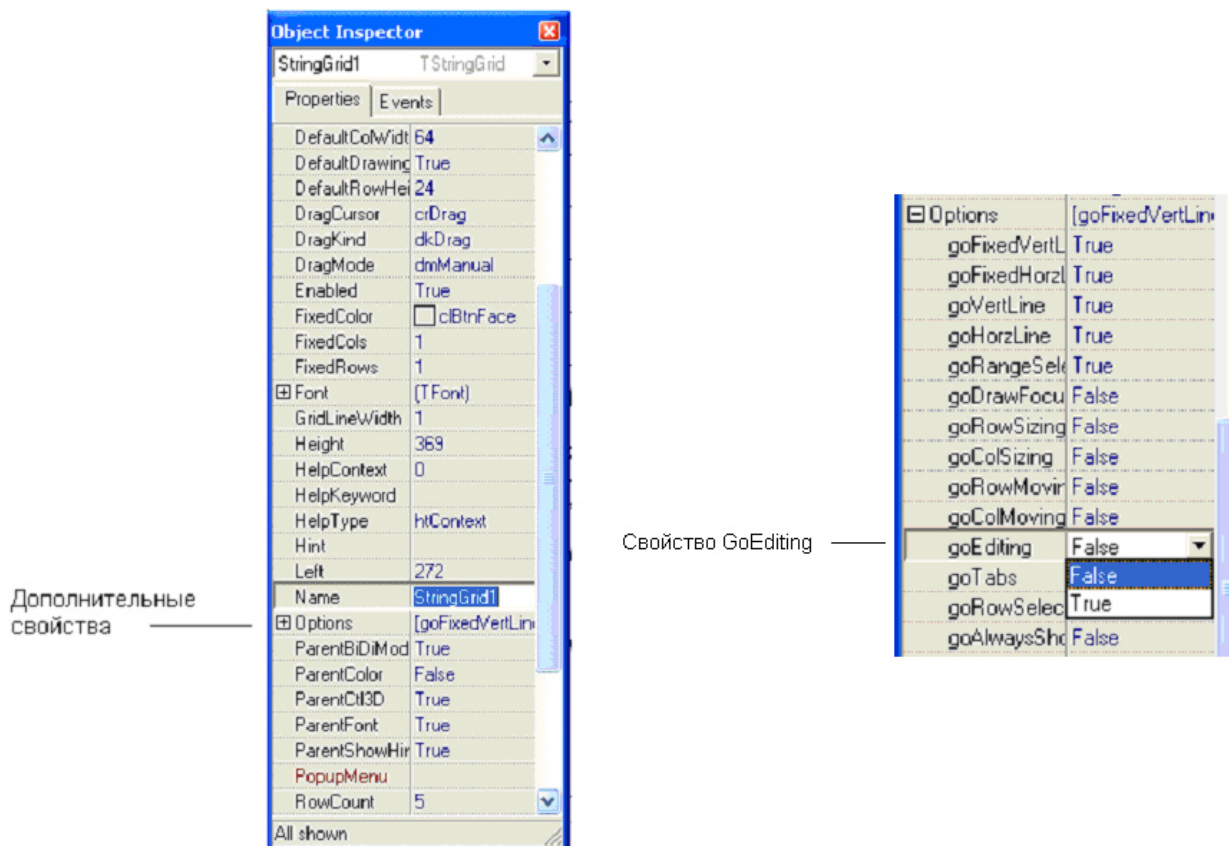 Object Inspector
StringGrid1 TStringGrid
Properties Events
DefaultColWidt 64
DefaultDrawing True
DefaultRowHei 24
DragCursor crDrag
DragKind dkDrag
DragMode dmManual
Enabled True
FixedColor clBtnFace
FixedCols 1
FixedRows 1
Font (TFont)
GridLineWidth 1
Height 369
HelpContext 0
HelpKeyword
HelpType htContext
Hint
Left 272
Name StringGrid1
Options [goFixedVertLin
ParentBiDiMod True
ParentColor False
ParentCtl3D True
ParentFont True
ParentShowHir True
PopupMenu
RowCount 5
All shown
Дополнительные
свойства
Свойство GoEditing
Options [goFixedVertLin
goFixedVertL True
goFixedHorzL True
goVertLine True
goHorzLine True
goRangeSele True
goDrawFocu False
goRowSizing False
goColSizing False
goRowMovin False
goColMoving False
goEditing False
goTabs False
goRowSelec True
goAlwaysSho False